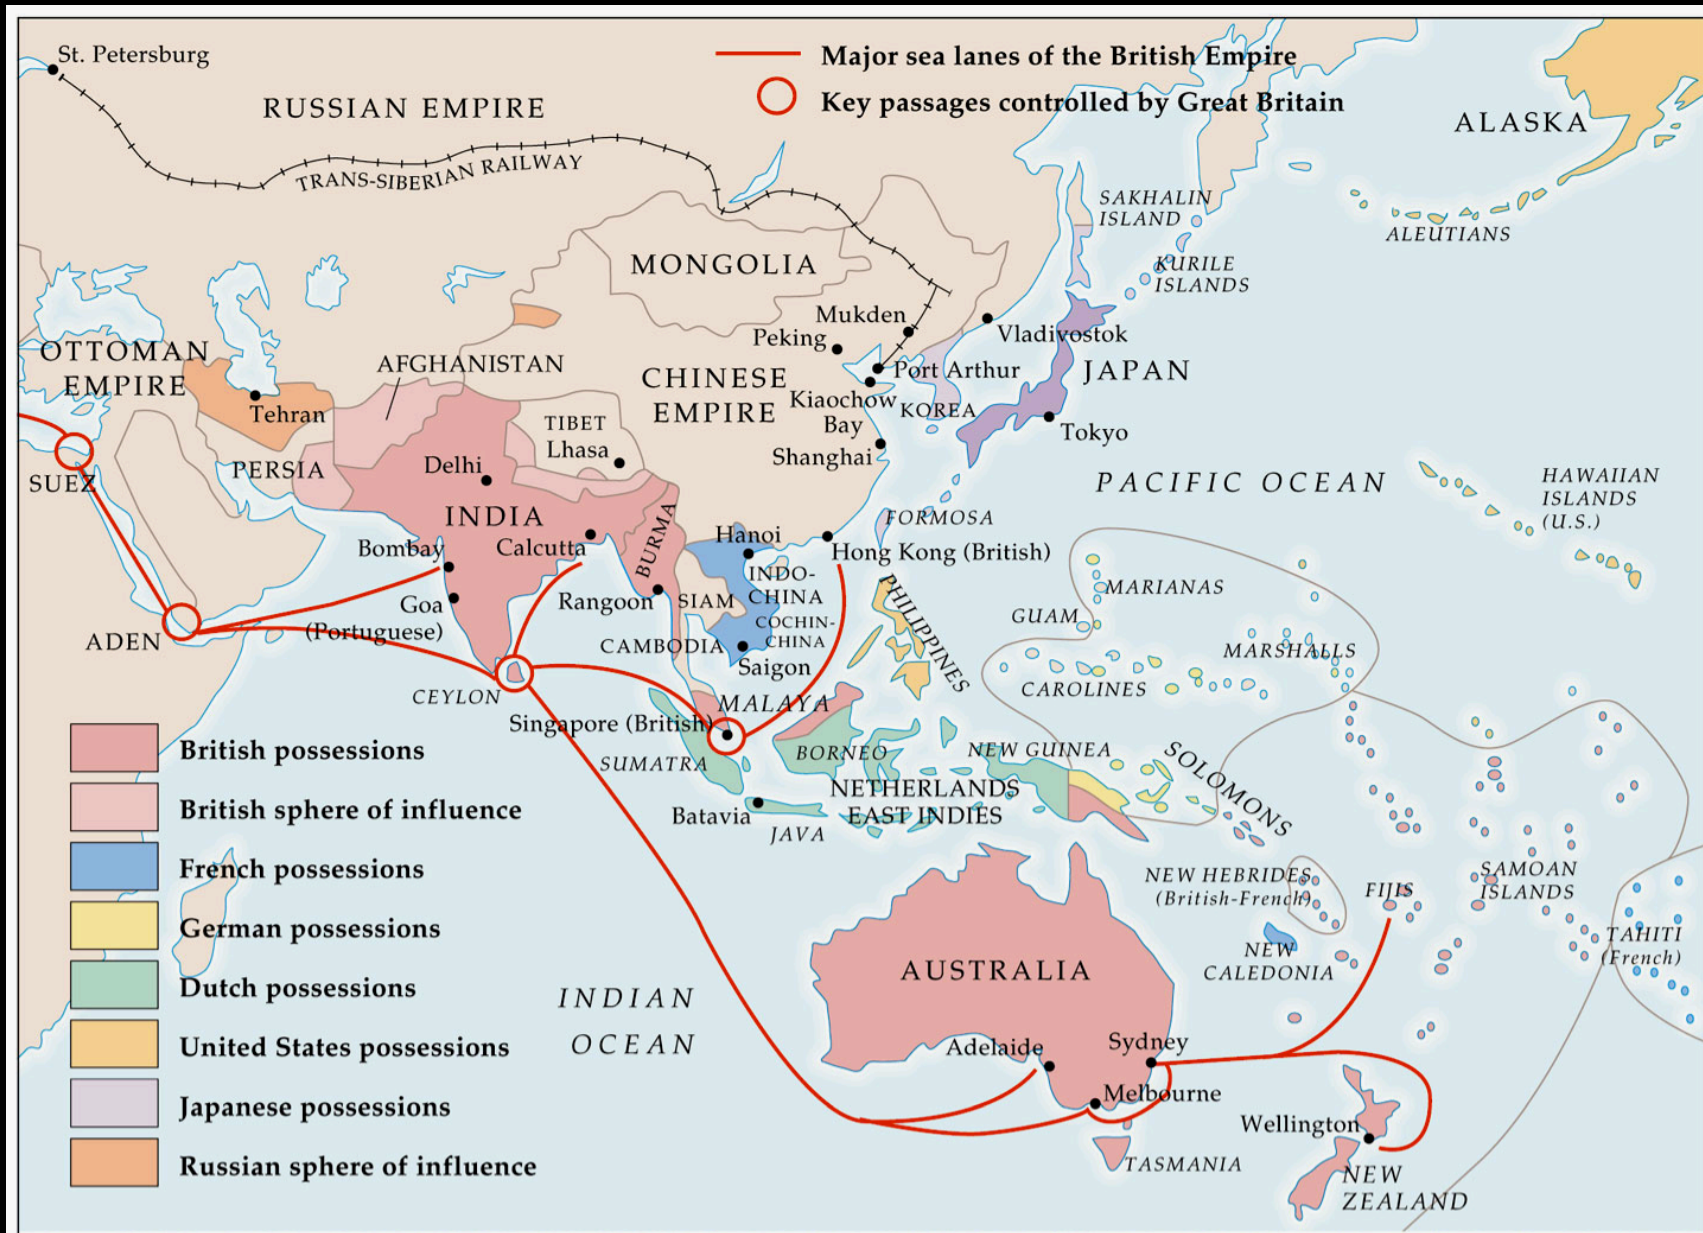 St. Petersburg
RUSSIAN EMPIRE
TRANS-SIBERIAN RAILWAY
Major sea lanes of the British Empire
Key passages controlled by Great Britain
ALASKA
SAKHALIN
ISLAND
ALEUTIANS
KURILE
ISLANDS
MONGOLIA
Mukden
Peking
Vladivostok
OTTOMAN
EMPIRE
AFGHANISTAN
CHINESE
EMPIRE
Port Arthur
JAPAN
Kiaochow
Bay
KOREA
Tehran
TIBET
Lhasa
Tokyo
Shanghai
SUEZ
PERSIA
Delhi
PACIFIC OCEAN
HAWAIIAN
ISLANDS
(U.S.)
INDIA
BURMA
FORMOSA
Hanoi
Bombay
Calcutta
Hong Kong (British)
INDO-
CHINA
MARIANAS
Goa
(Portuguese)
Rangoon
SIAM
PHILIPPINES
GUAM
COCHIN-
CHINA
ADEN
CAMBODIA
Saigon
MARSHALLS
CEYLON
CAROLINES
MALAYA
Singapore (British)
SUMATRA
BORNEO
NEW GUINEA
SOLOMONS
NETHERLANDS
EAST INDIES
Batavia
JAVA
British possessions
British sphere of influence
French possessions
German possessions
Dutch possessions
United States possessions
Japanese possessions
Russian sphere of influence
NEW HEBRIDES
(British-French)
FIJIS
SAMOAN
ISLANDS
TAHITI
(French)
NEW
CALEDONIA
AUSTRALIA
INDIAN
OCEAN
Adelaide
Sydney
Melbourne
Wellington
TASMANIA
NEW
ZEALAND